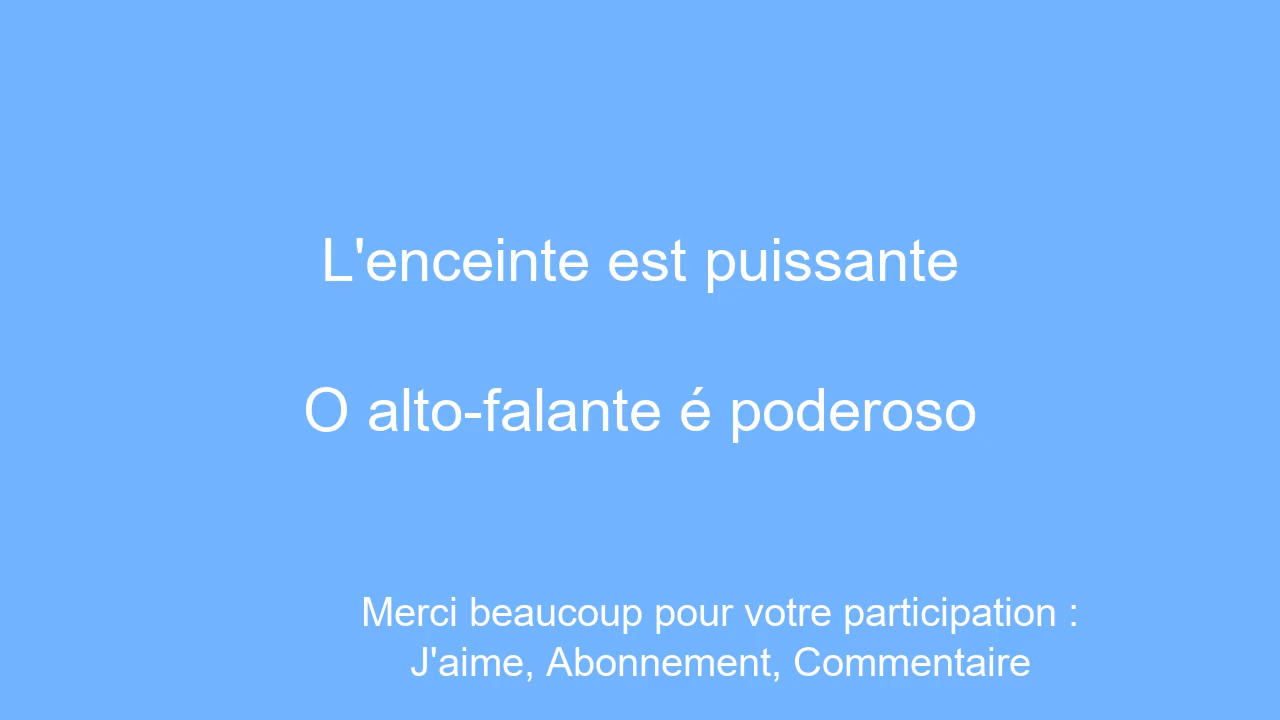 L'enceinte est puissante
O alto-falante é poderoso
Merci beaucoup pour votre participation :
J'aime, Abonnement, Commentaire